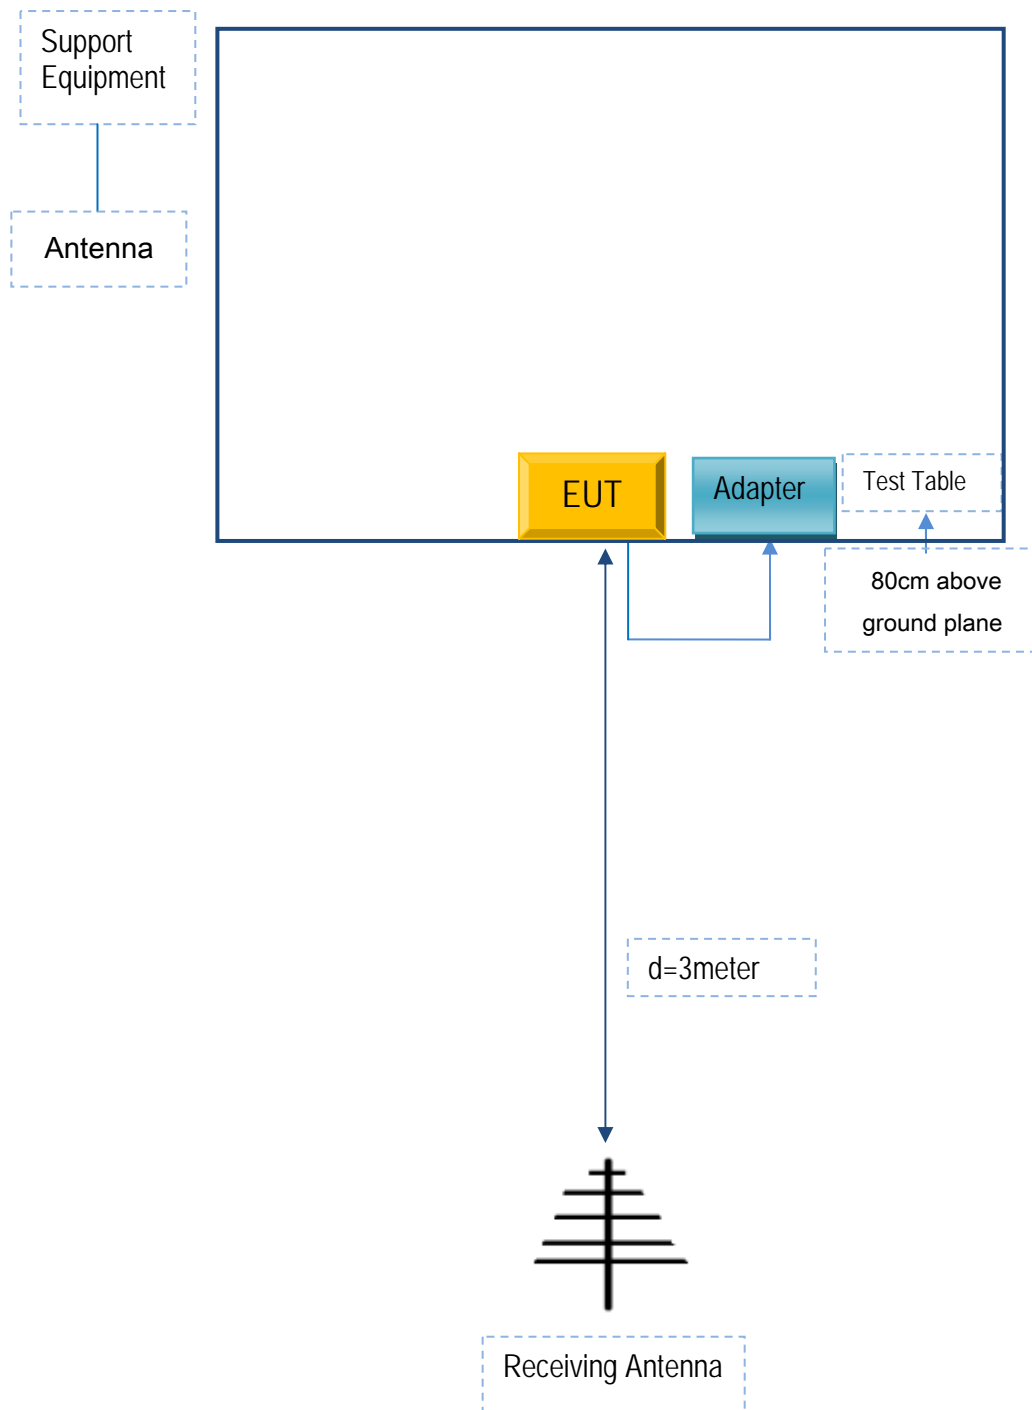 Support
Equipment
Antenna
EUT
Adapter
Test Table
80cm above
ground plane
d=3meter
Receiving Antenna